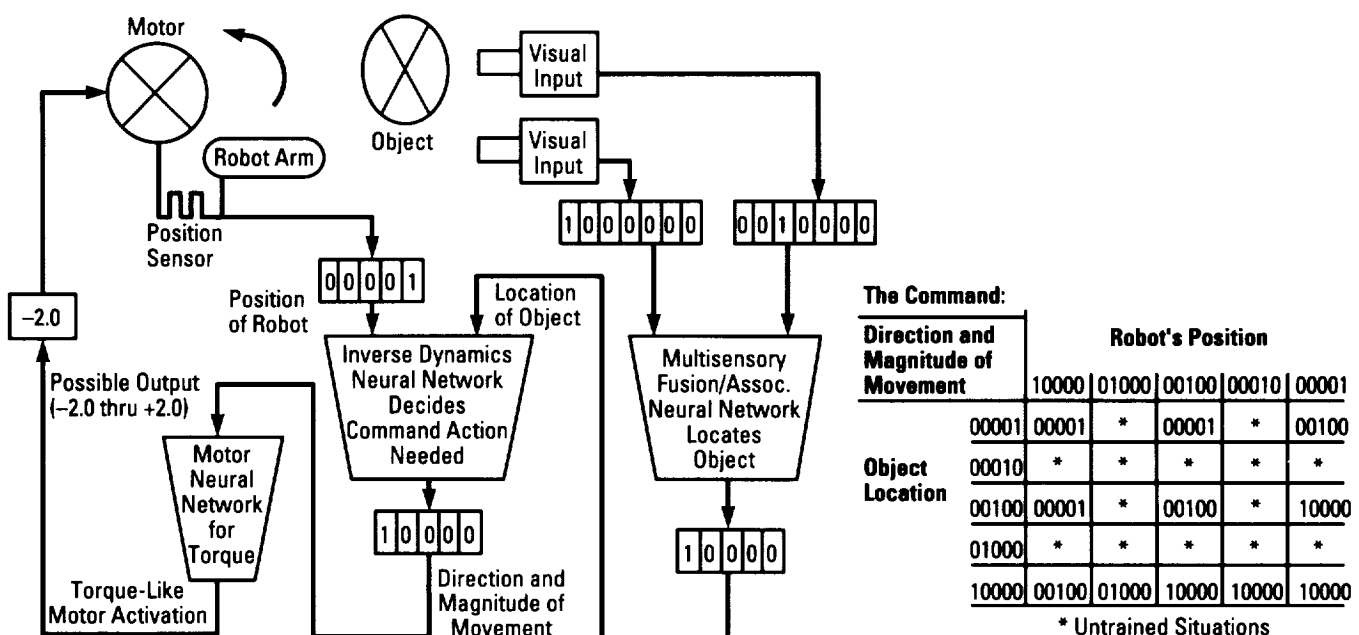 Motor
Object
Visual
Input
Visual
Input
Robot Arm
Position
Sensor
1 0 0 0 0 0 0
0 0 1 0 0 0 0
0 0 0 0 1
Position
of Robot
Location
of Object
-2.0
Possible Output
(-2.0 thru +2.0)
Inverse Dynamics
Neural Network
Decides
Command Action
Needed
Multisensory
Fusion/Assoc.
Neural Network
Locates
Object
Motor
Neural
Network
for
Torque
1 0 0 0 0
1 0 0 0 0
Torque-Like
Motor Activation
Direction and
Magnitude of
Movement
The Command:
Direction and
Magnitude of
Movement
Robot's Position
10000 01000 00100 00010 00001
Object
Location
00001 00001 * 00001 * 00100
00010 * * * * *
00100 00001 * 00100 * 10000
01000 * * * * *
10000 00100 01000 10000 10000 10000
* Untrained Situations